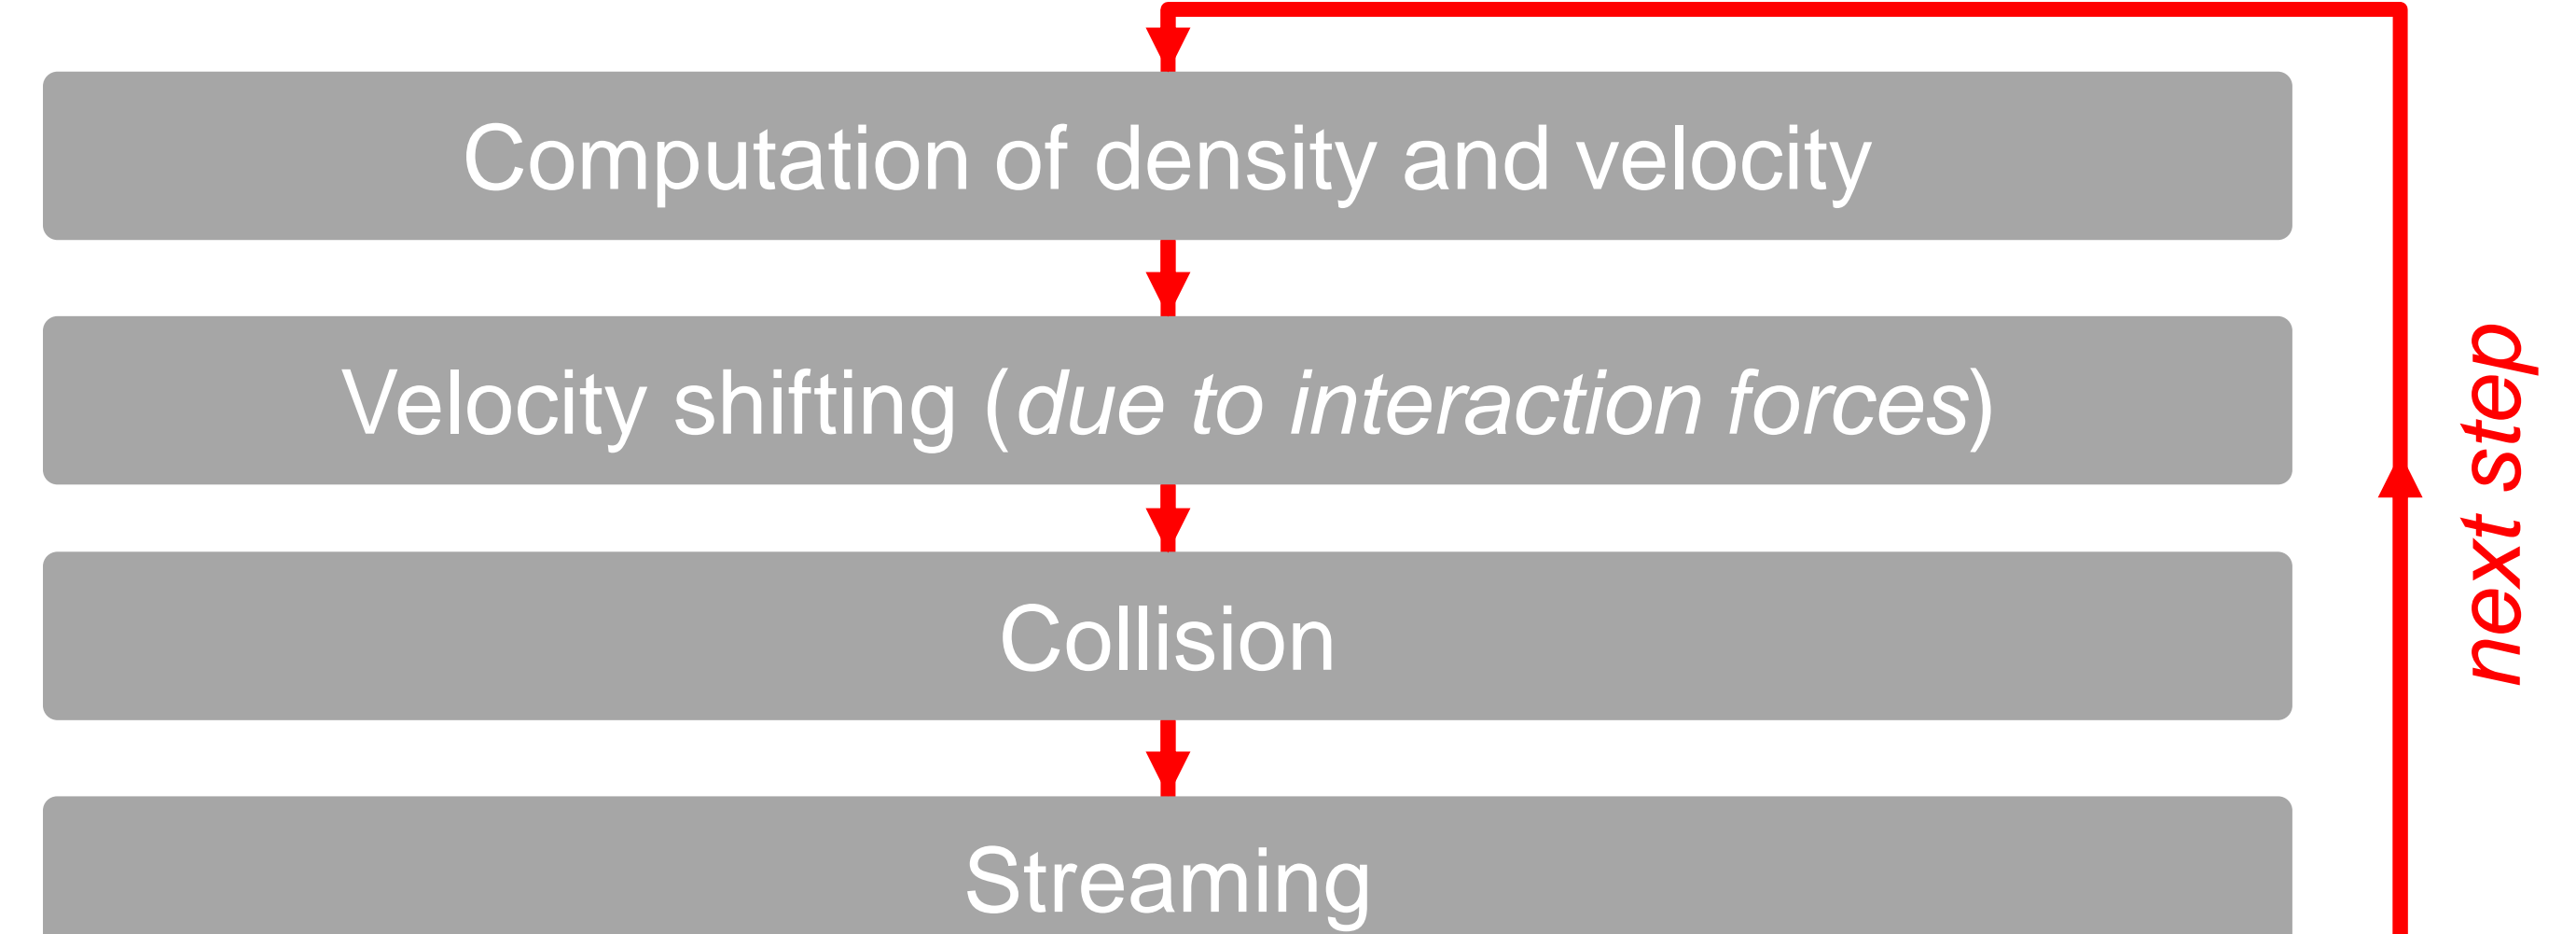 Computation of density and velocity
Velocity shifting (due to interaction forces)
Collision
Streaming
next step